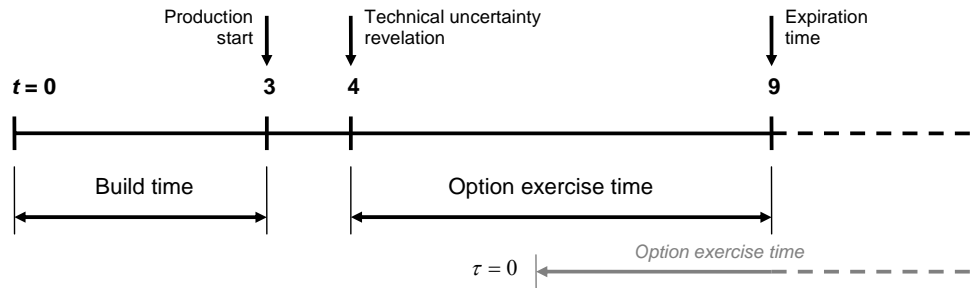 Production
start
Technical uncertainty
revelation
Expiration
time
t = 0
3
4
9
Build time
Option exercise time
Option exercise time
τ = 0